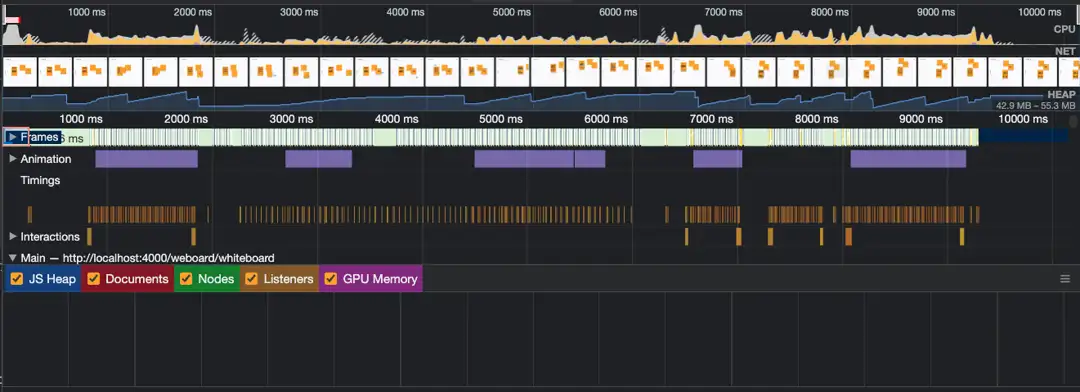 1000 ms 2000 ms 3000 ms 4000 ms 5000 ms 6000 ms 7000 ms 8000 ms 9000 ms 10000 ms
CPU
NET
HEAP
42.9 MB – 55.3 MB
1000 ms 2000 ms 3000 ms 4000 ms 5000 ms 6000 ms 7000 ms 8000 ms 9000 ms 10000 ms
Frames ms
Animation
Timings
Interactions
Main — http://localhost:4000/weboard/whiteboard
JS Heap Documents Nodes Listeners GPU Memory